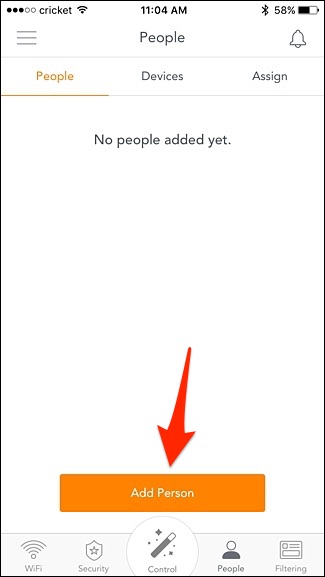 cricket 11:04 AM 58%
People
People Devices Assign
No people added yet.
Add Person
WiFi Security Control People Filtering